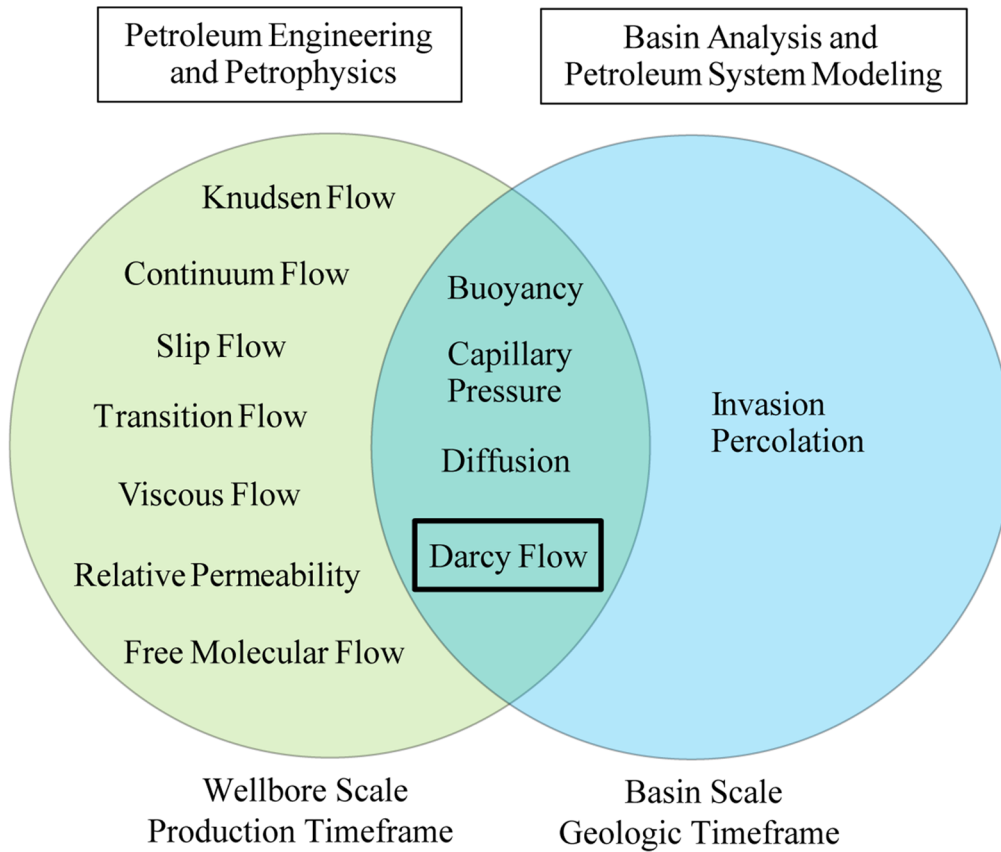 Petroleum Engineering
and Petrophysics
Basin Analysis and
Petroleum System Modeling
Knudsen Flow
Continuum Flow
Slip Flow
Transition Flow
Viscous Flow
Relative Permeability
Free Molecular Flow
Buoyancy
Capillary
Pressure
Diffusion
Darcy Flow
Invasion
Percolation
Wellbore Scale
Production Timeframe
Basin Scale
Geologic Timeframe